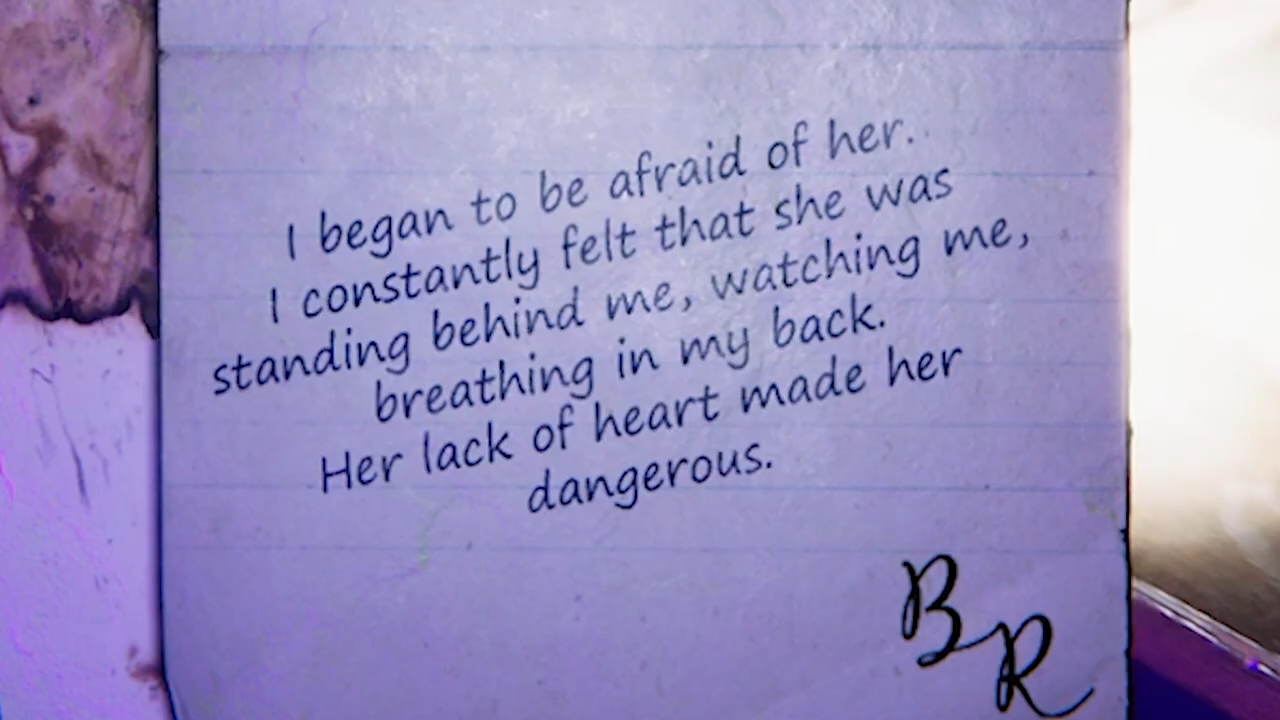 I began to be afraid of her.
I constantly felt that she was
standing behind me, watching me,
breathing in my back.
Her lack of heart made her
dangerous.
B
R